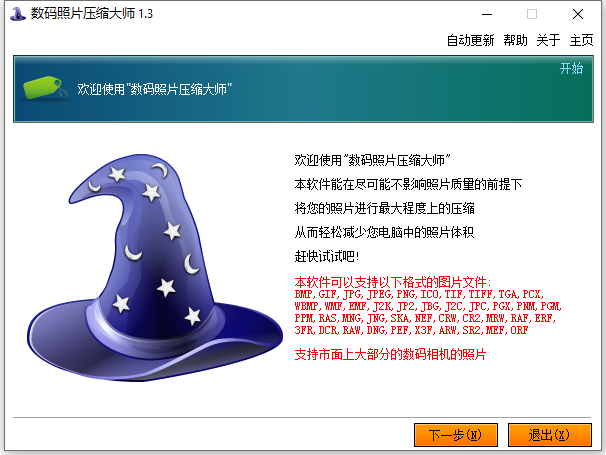 数码照片压缩大师 1.3
自动更新 帮助 关于 主页
开始
欢迎使用"数码照片压缩大师"
欢迎使用"数码照片压缩大师"
本软件能在尽可能不影响照片质量的前提下
将您的照片进行最大程度上的压缩
从而轻松减少您电脑中的照片体积
赶快试试吧!
本软件可以支持以下格式的图片文件:
BMP,GIF,JPG,JPEG,PNG,ICO,TIF,TIFF,TGA,PCX,
WBMP,WMF,EMF,J2K,JP2,JBG,J2C,JPC,PGX,PNM,PGM,
PPM,RAS,MNG,JNG,SKA,NEF,CRW,CR2,MRW,RAF,ERF,
3FR,DCR,RAW,DNG,PEF,X3F,ARW,SR2,MEF,ORF
支持市面上大部分的数码相机的照片
下一步(N) 退出(X)